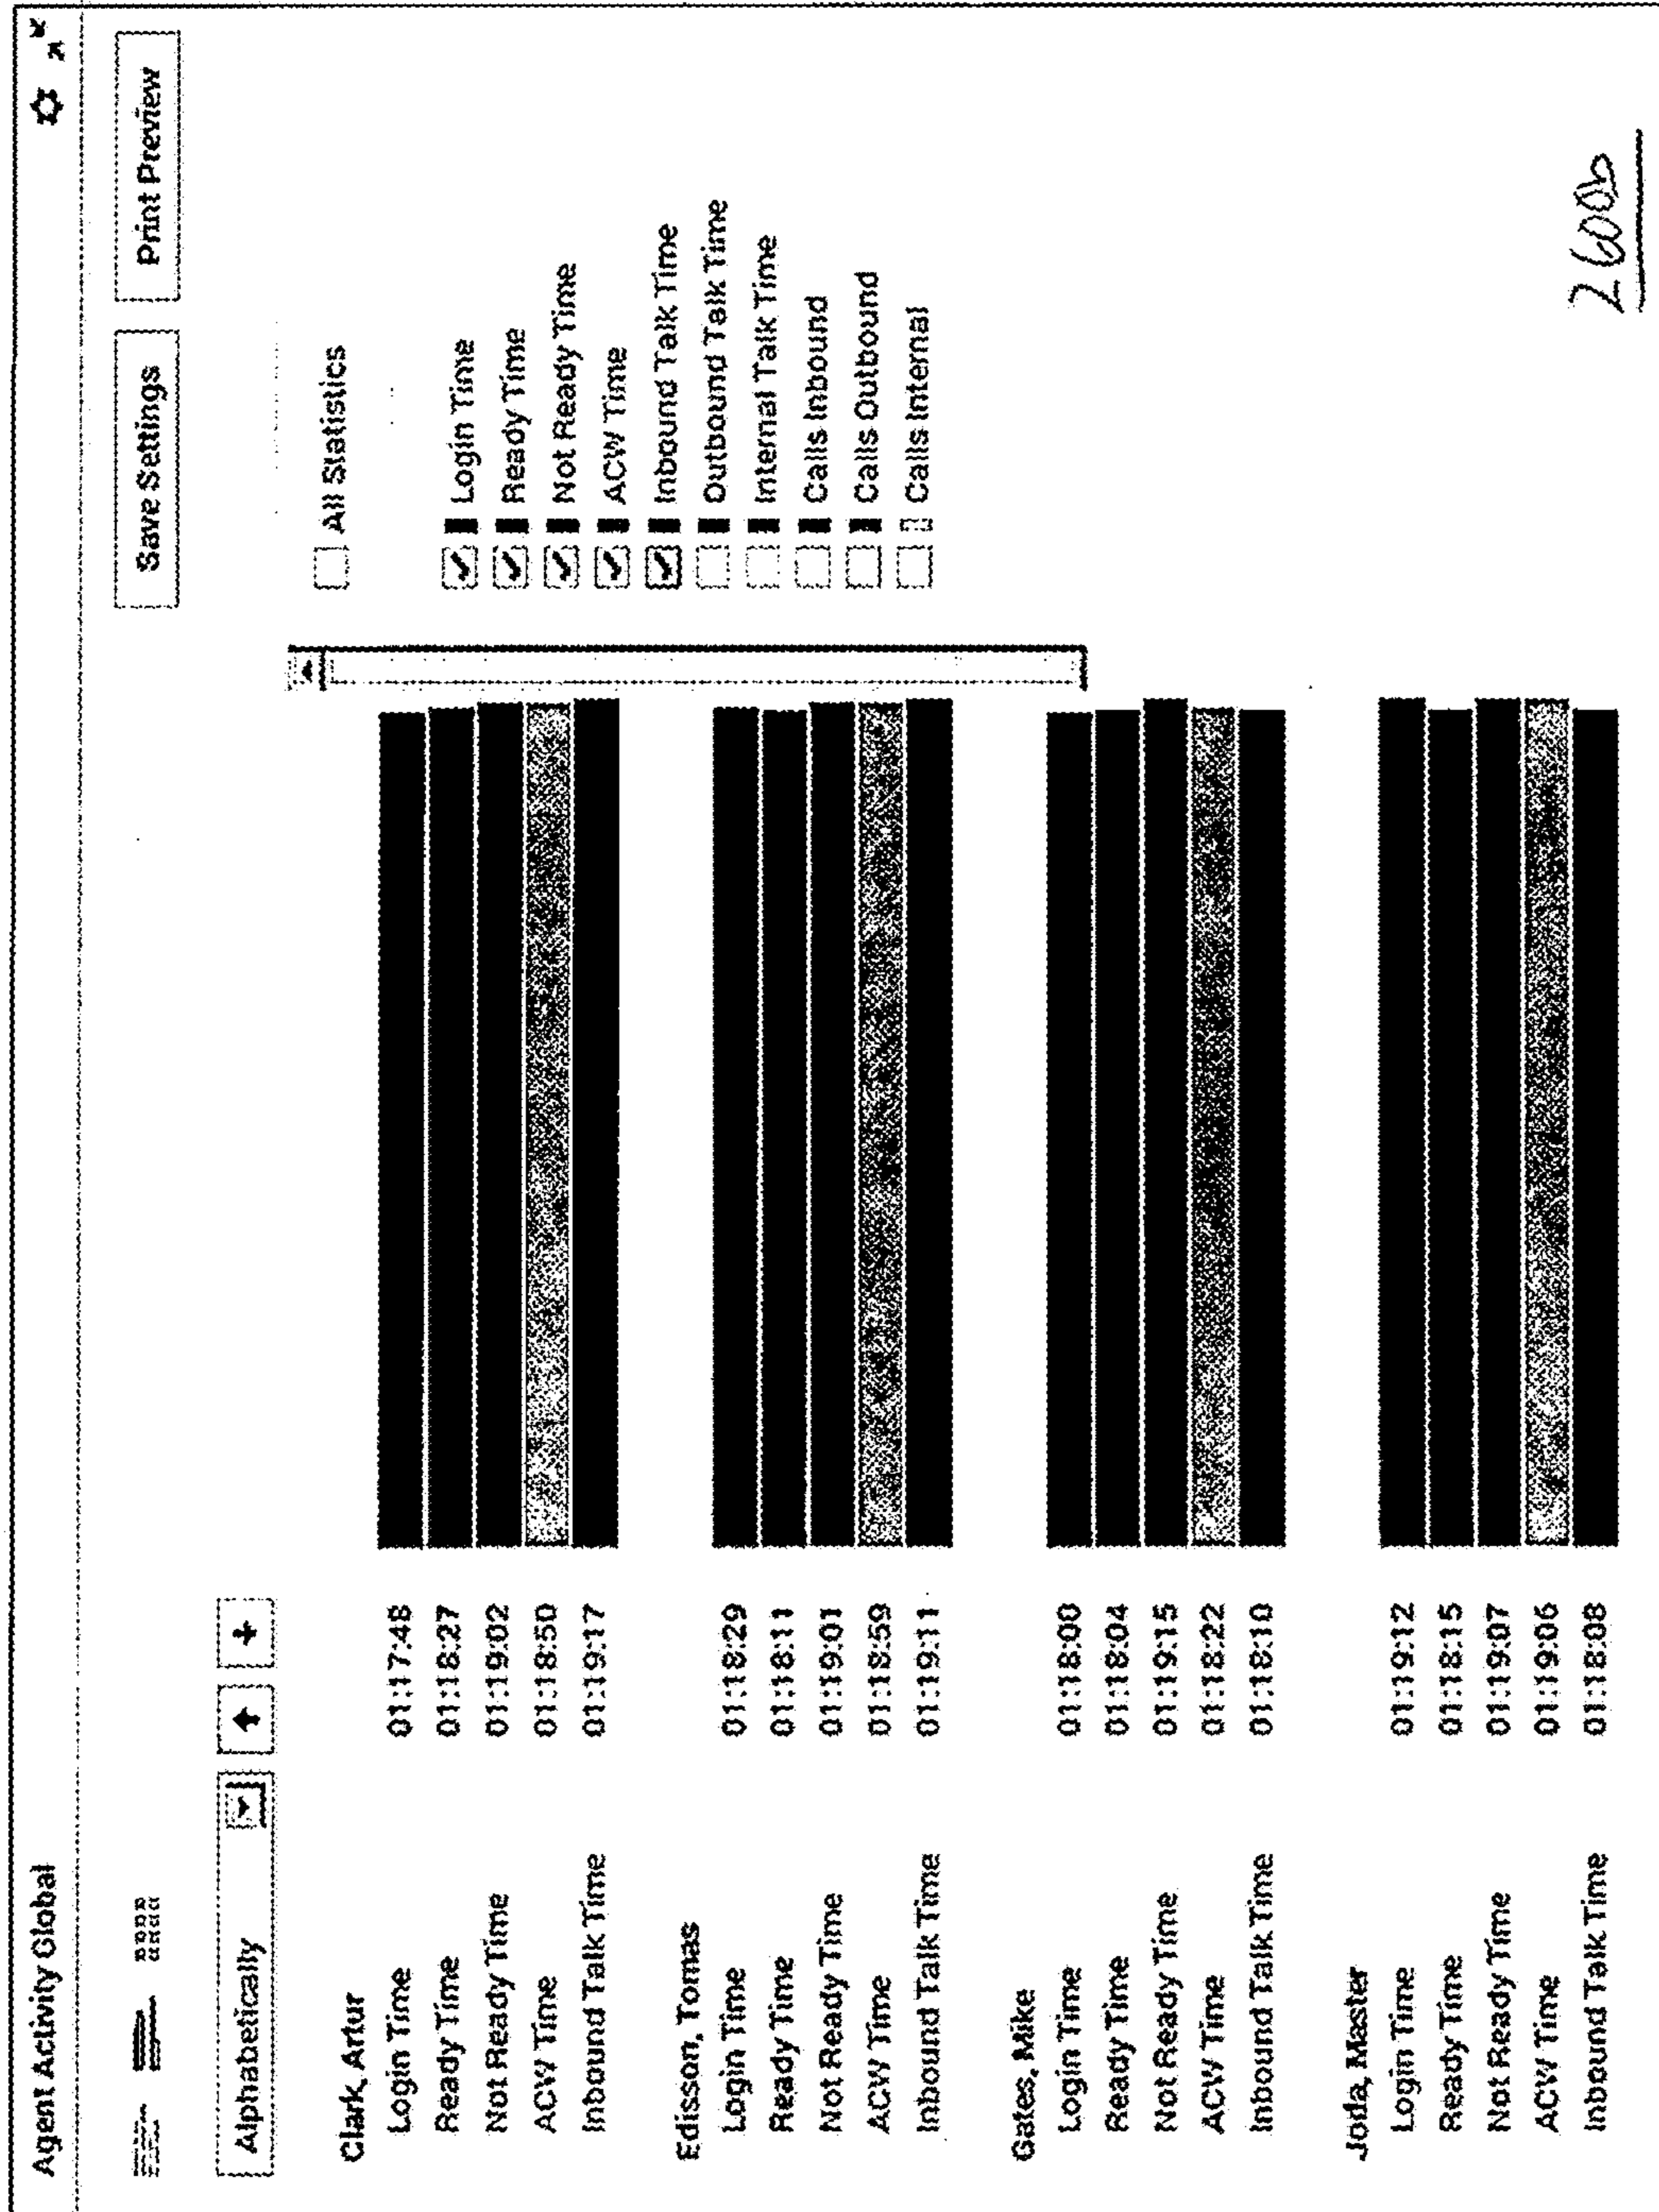 Agent Activity Global
Save Settings
Print Preview
Alphabetically
All Statistics
Login Time
Ready Time
Not Ready Time
ACW Time
Inbound Talk Time
Outbound Talk Time
Internal Talk Time
Calls Inbound
Calls Outbound
Calls Internal
Clark, Artur
Login Time 01:17:48
Ready Time 01:18:27
Not Ready Time 01:19:02
ACW Time 01:18:50
Inbound Talk Time 01:19:17
Edisson, Tomas
Login Time 01:18:29
Ready Time 01:18:11
Not Ready Time 01:19:01
ACW Time 01:18:59
Inbound Talk Time 01:19:11
Gates, Mike
Login Time 01:18:00
Ready Time 01:18:04
Not Ready Time 01:19:15
ACW Time 01:18:22
Inbound Talk Time 01:18:10
Joda, Master
Login Time 01:19:12
Ready Time 01:18:15
Not Ready Time 01:19:07
ACW Time 01:19:06
Inbound Talk Time 01:18:08
2600b